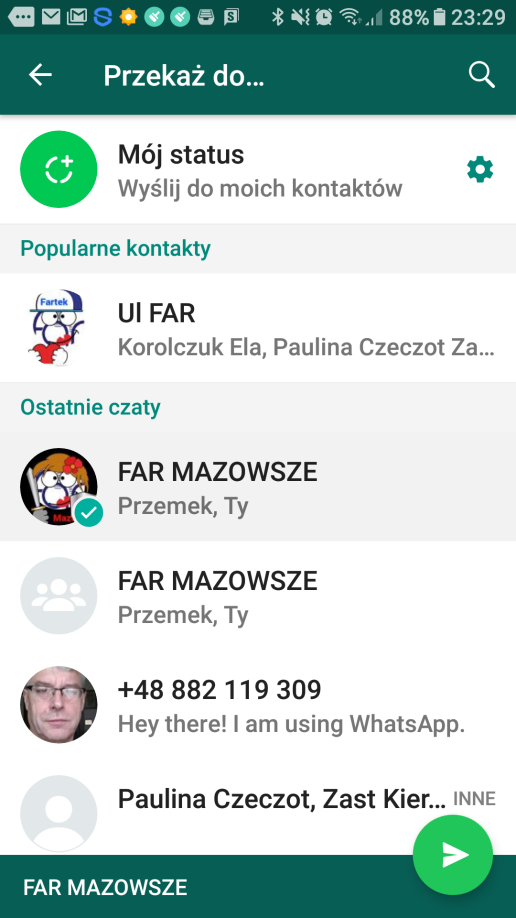 88% 23:29
Przekaż do...
Mój status
Wyślij do moich kontaktów
Popularne kontakty
Fartek
Ul FAR
Korolczuk Ela, Paulina Czeczot Za...
Ostatnie czaty
Maz
FAR MAZOWSZE
Przemek, Ty
FAR MAZOWSZE
Przemek, Ty
+48 882 119 309
Hey there! I am using WhatsApp.
Paulina Czeczot, Zast Kier... INNE
FAR MAZOWSZE